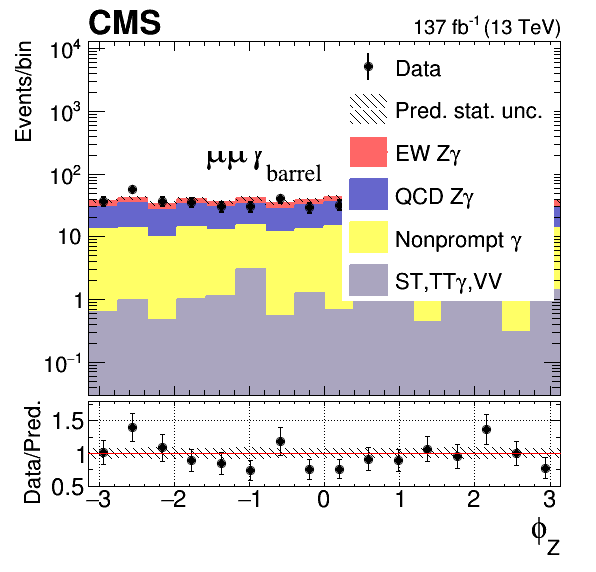 CMS 137 fb⁻¹ (13 TeV)
Events/bin
10⁴
10³
10²
10
1
10⁻¹
μμγ barrel
Data
Pred. stat. unc.
EW Zγ
QCD Zγ
Nonprompt γ
ST,TTγ,VV
Data/Pred.
1.5
1
0.5
−3 −2 −1 0 1 2 3
ϕ_Z